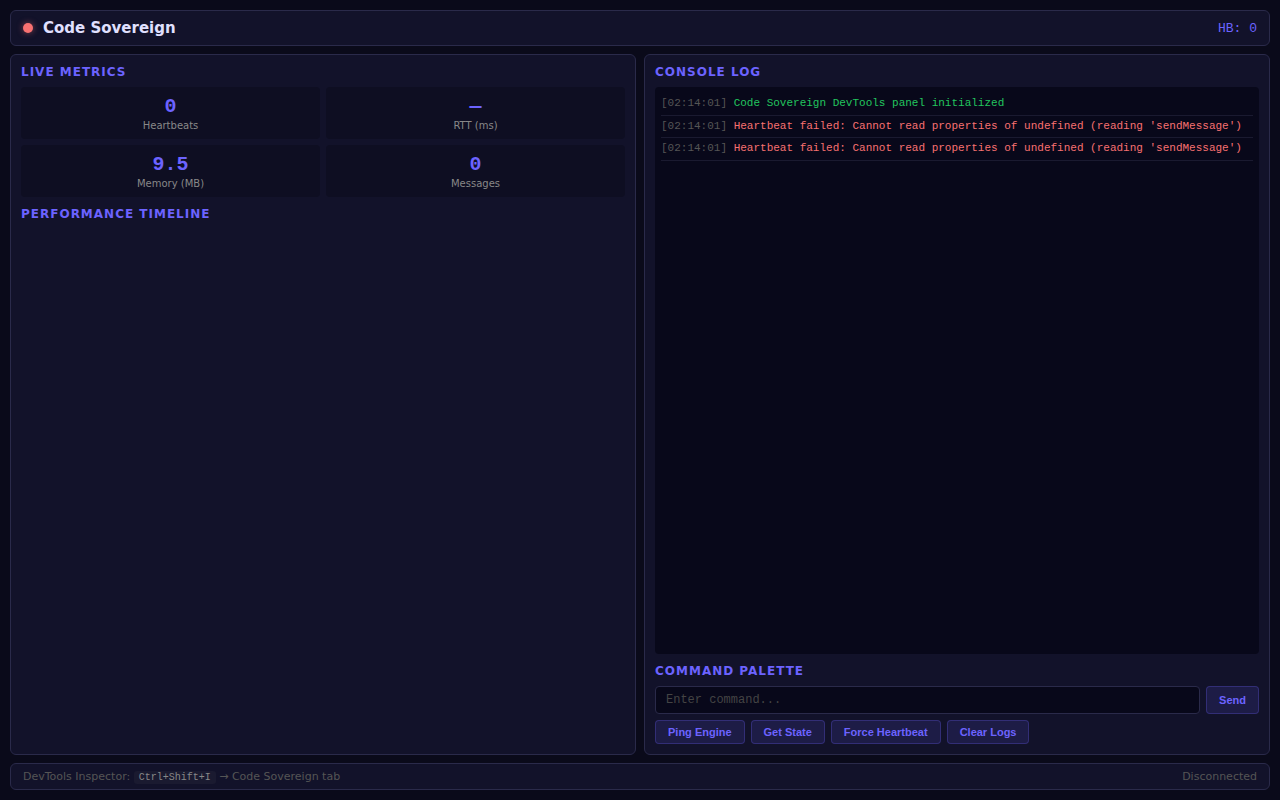 Code Sovereign
HB: 0
LIVE METRICS
0
Heartbeats
—
RTT (ms)
9.5
Memory (MB)
0
Messages
PERFORMANCE TIMELINE
CONSOLE LOG
[02:14:01] Code Sovereign DevTools panel initialized
[02:14:01] Heartbeat failed: Cannot read properties of undefined (reading 'sendMessage')
[02:14:01] Heartbeat failed: Cannot read properties of undefined (reading 'sendMessage')
COMMAND PALETTE
Enter command...
Send
Ping Engine
Get State
Force Heartbeat
Clear Logs
DevTools Inspector: Ctrl+Shift+I → Code Sovereign tab
Disconnected